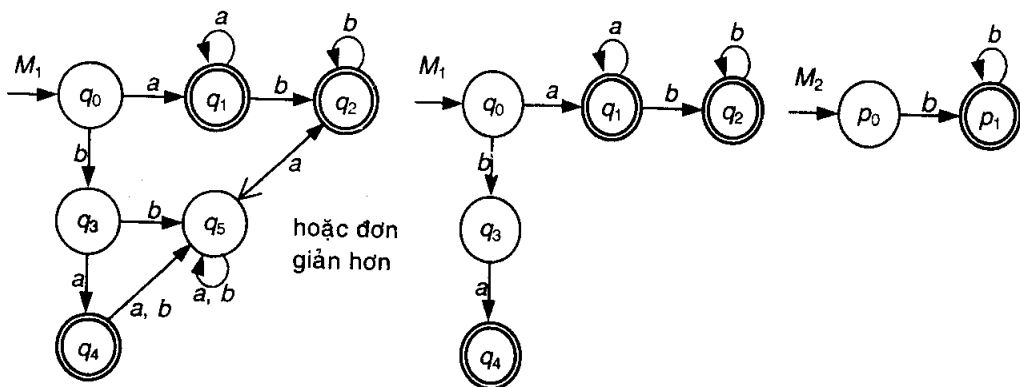 a b a b b
M₁ q₀ a q₁ b q₂ M₁ q₀ a q₁ b q₂ M₂ p₀ b p₁
b a b
q₃ b q₅ hoặc đơn q₃
giản hơn
a a, b a, b a
q₄ q₄